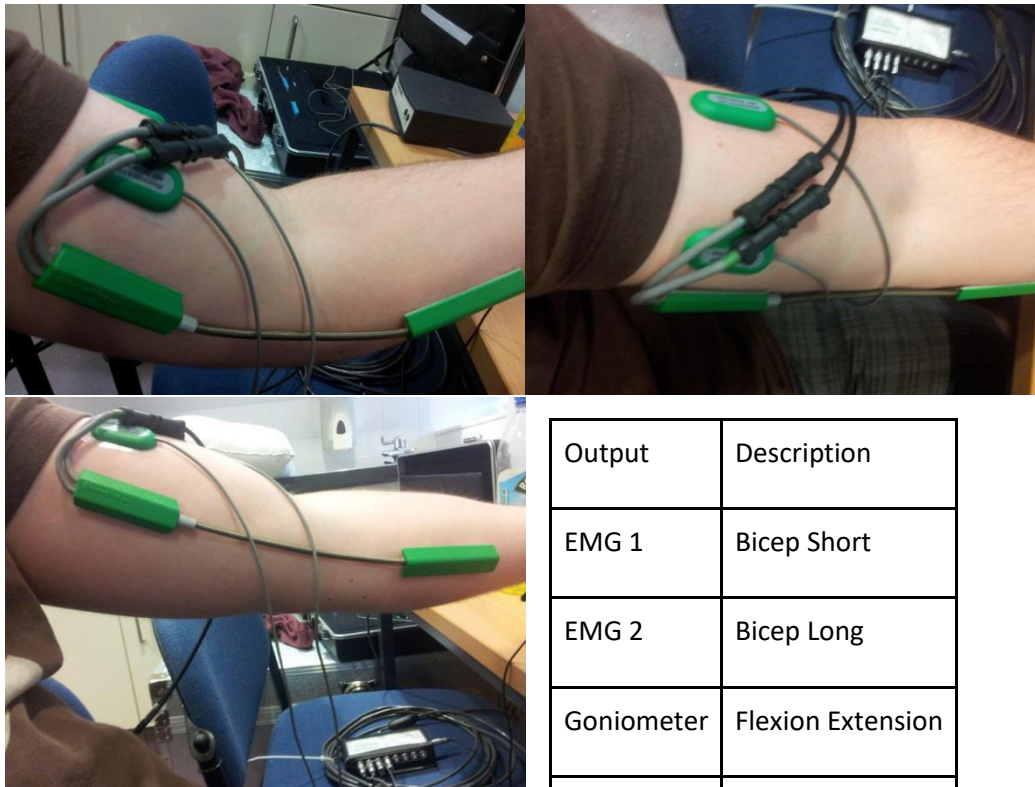 Output Description
EMG 1 Bicep Short
EMG 2 Bicep Long
Goniometer Flexion Extension